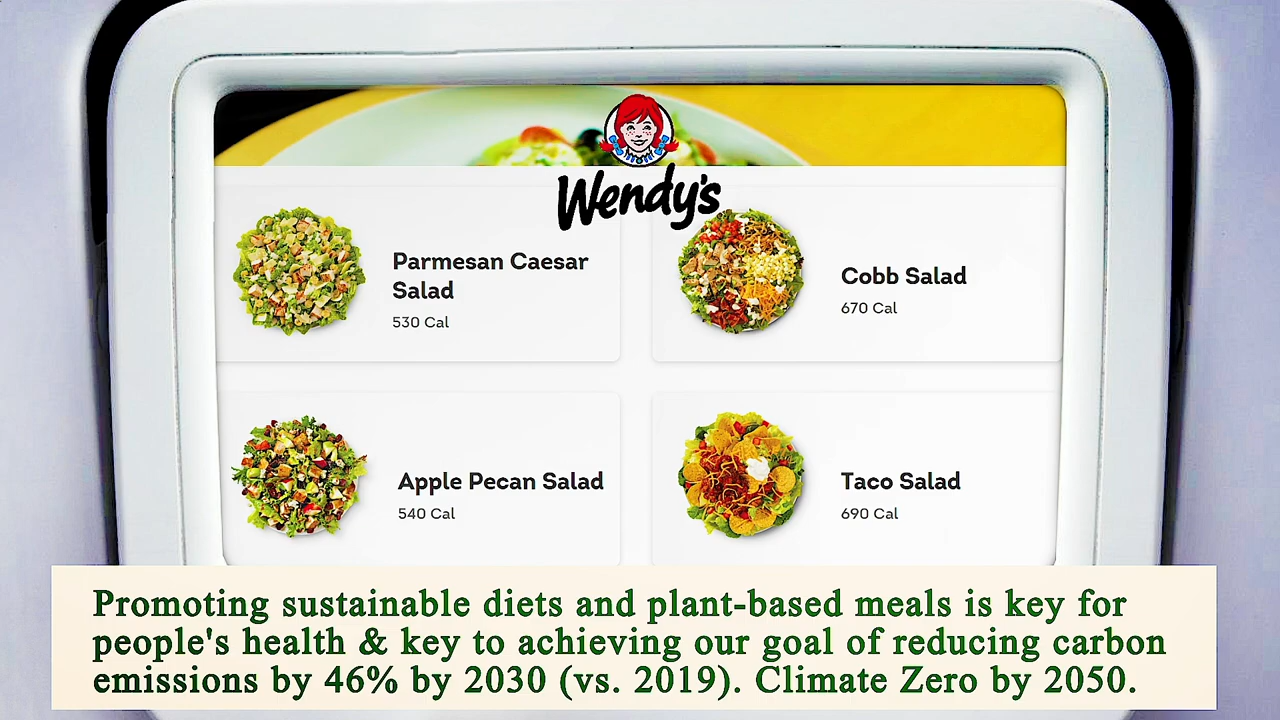 Wendy's
Parmesan Caesar
Salad
530 Cal
Cobb Salad
670 Cal
Apple Pecan Salad
540 Cal
Taco Salad
690 Cal
Promoting sustainable diets and plant-based meals is key for
people's health & key to achieving our goal of reducing carbon
emissions by 46% by 2030 (vs. 2019). Climate Zero by 2050.